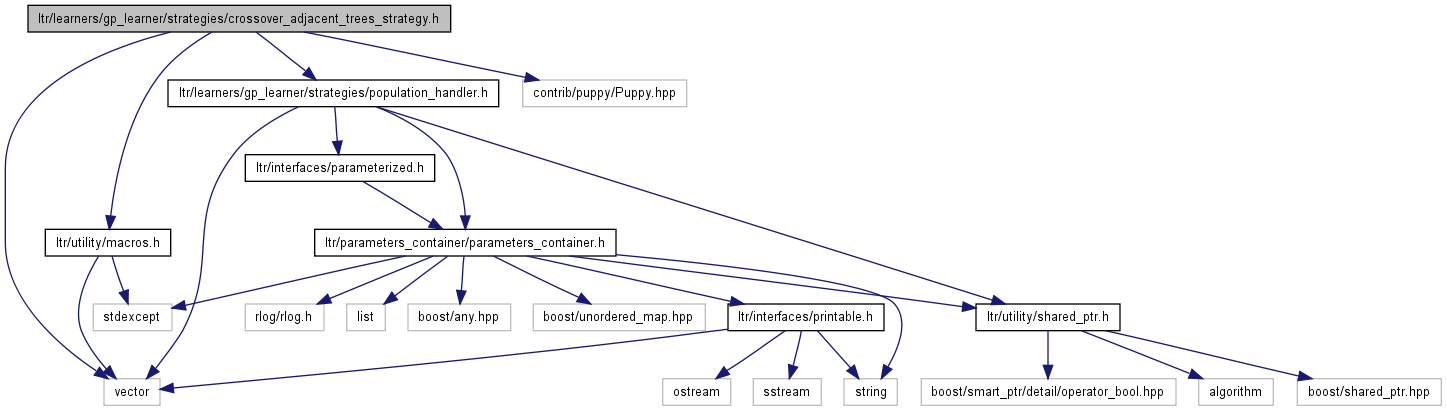 ltr/learners/gp_learner/strategies/crossover_adjacent_trees_strategy.h
ltr/learners/gp_learner/strategies/population_handler.h
contrib/puppy/Puppy.hpp
ltr/interfaces/parameterized.h
ltr/utility/macros.h
ltr/parameters_container/parameters_container.h
stdexcept
rlog/rlog.h
list
boost/any.hpp
boost/unordered_map.hpp
ltr/interfaces/printable.h
ltr/utility/shared_ptr.h
vector
ostream
sstream
string
boost/smart_ptr/detail/operator_bool.hpp
algorithm
boost/shared_ptr.hpp